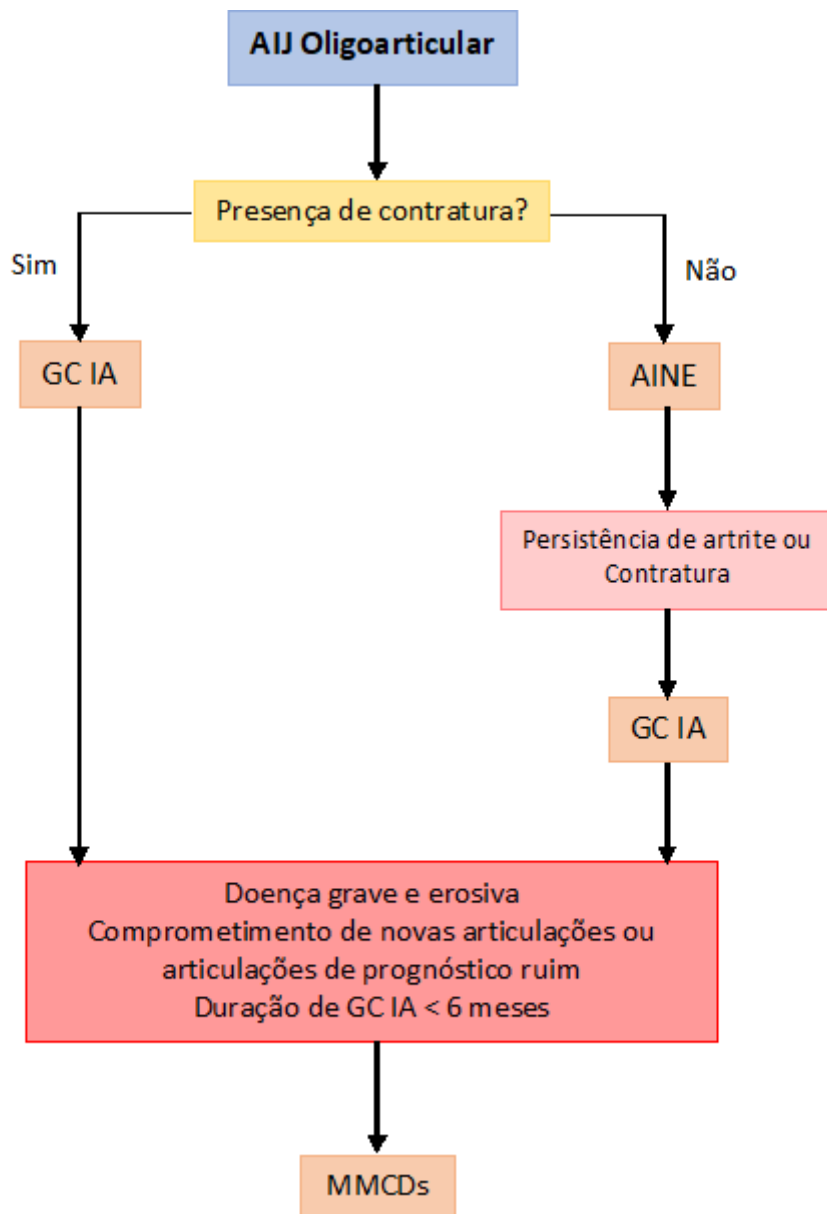 AIJ Oligoarticular
Presença de contratura?
Sim
Não
GC IA
AINE
Persistência de artrite ou
Contratura
GC IA
Doença grave e erosiva
Comprometimento de novas articulações ou
articulações de prognóstico ruim
Duração de GC IA < 6 meses
MMCDs